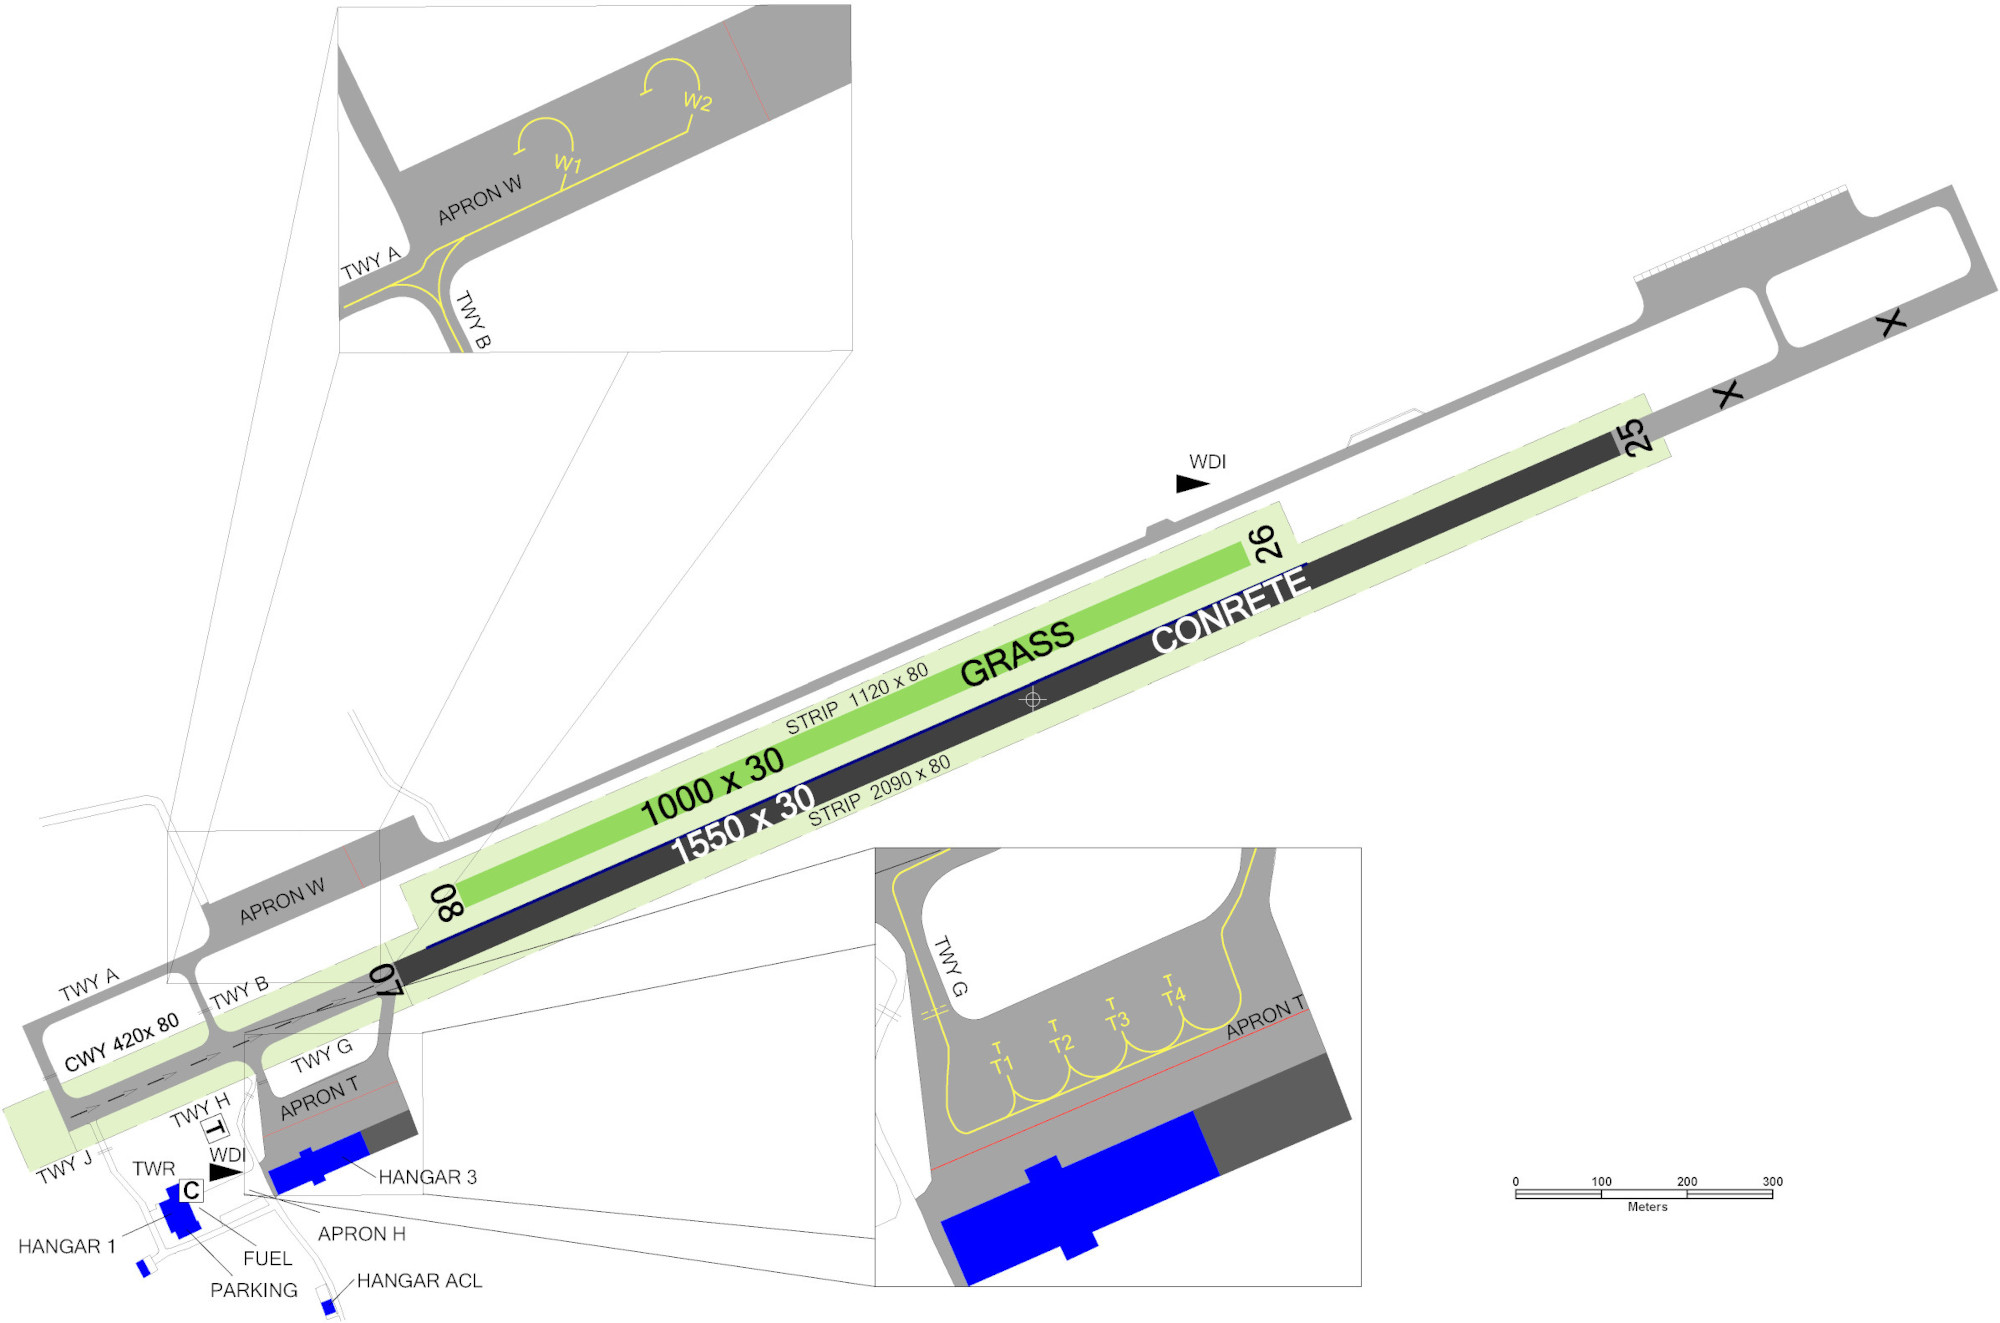 W2
W1
APRON W
TWY A
TWY B
X
X
25
WDI
26
CONRETE
GRASS
STRIP 1120 x 80
1000 x 30
1550 x 30
STRIP 2090 x 80
08
APRON W
07
TWY A
TWY B
CWY 420x 80
TWY G
APRON T
TWY H
T
TWY J
TWR
WDI
C
HANGAR 3
HANGAR 1
APRON H
FUEL
PARKING
HANGAR ACL
TWY G
T
T1
T
T2
T
T3
T
T4
APRON T
0 100 200 300
Meters